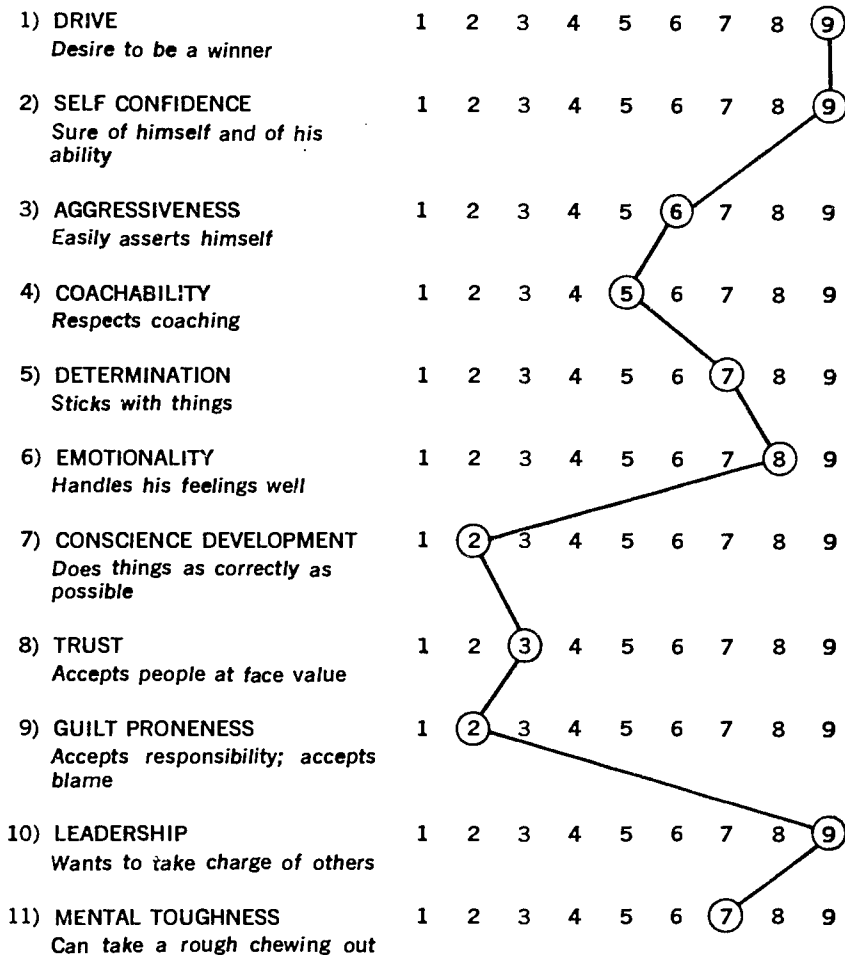 1) DRIVE 1 2 3 4 5 6 7 8 9
Desire to be a winner
2) SELF CONFIDENCE 1 2 3 4 5 6 7 8 9
Sure of himself and of his
ability
3) AGGRESSIVENESS 1 2 3 4 5 6 7 8 9
Easily asserts himself
4) COACHABILITY 1 2 3 4 5 6 7 8 9
Respects coaching
5) DETERMINATION 1 2 3 4 5 6 7 8 9
Sticks with things
6) EMOTIONALITY 1 2 3 4 5 6 7 8 9
Handles his feelings well
7) CONSCIENCE DEVELOPMENT 1 2 3 4 5 6 7 8 9
Does things as correctly as
possible
8) TRUST 1 2 3 4 5 6 7 8 9
Accepts people at face value
9) GUILT PRONENESS 1 2 3 4 5 6 7 8 9
Accepts responsibility; accepts
blame
10) LEADERSHIP 1 2 3 4 5 6 7 8 9
Wants to take charge of others
11) MENTAL TOUGHNESS 1 2 3 4 5 6 7 8 9
Can take a rough chewing out